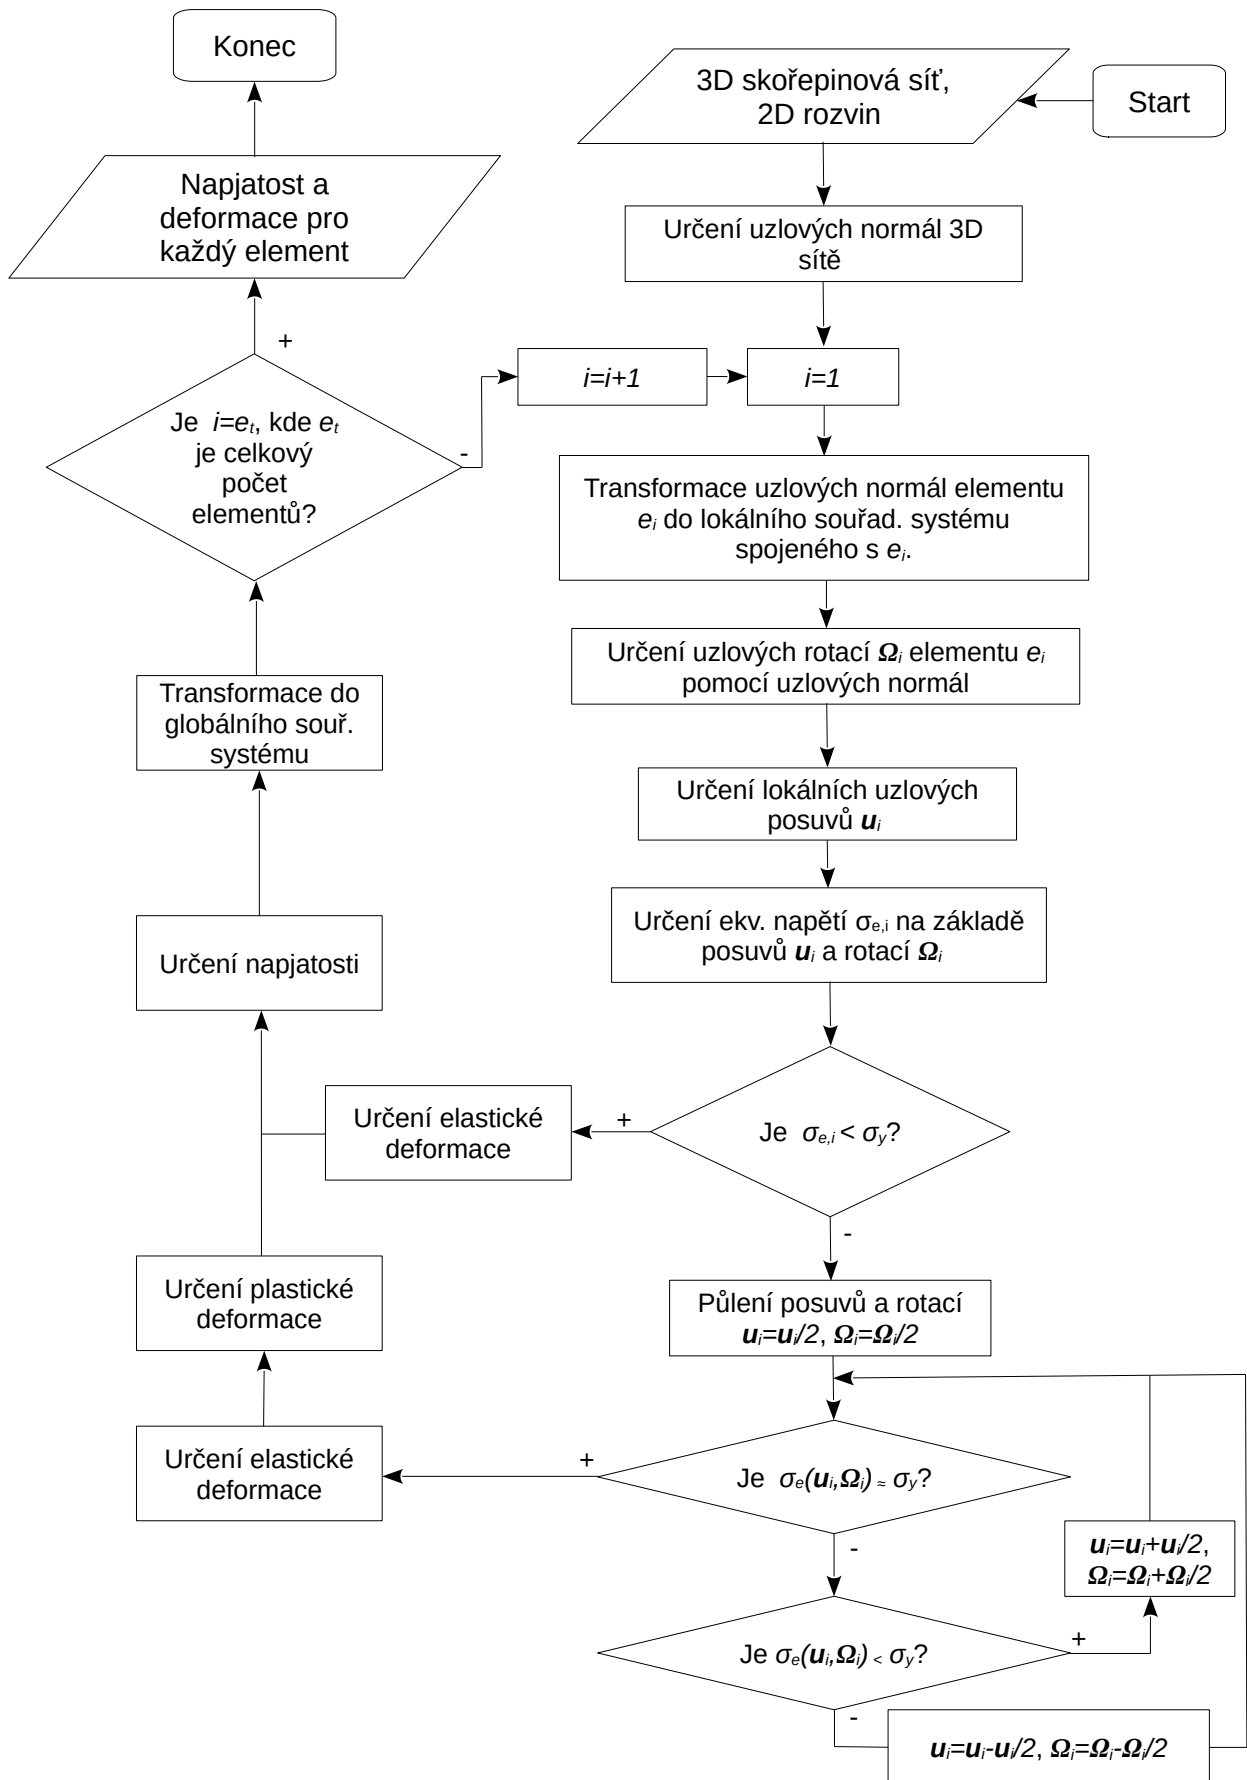 Konec
3D skořepinová síť,
2D rozvin
Start
Napjatost a
deformace pro
každý element
Určení uzlových normál 3D
sítě
+
i=i+1
i=1
Je i=eₜ, kde eₜ
je celkový
počet
elementů?
-
Transformace uzlových normál elementu
eᵢ do lokálního souřad. systému
spojeného s eᵢ.
Určení uzlových rotací Ωᵢ elementu eᵢ
pomocí uzlových normál
Transformace do
globálního souř.
systému
Určení lokálních uzlových
posuvů uᵢ
Určení ekv. napětí σe,i na základě
posuvů uᵢ a rotací Ωᵢ
Určení napjatosti
Určení elastické
deformace
+
Je σe,i < σy?
-
Určení plastické
deformace
Půlení posuvů a rotací
uᵢ=uᵢ/2, Ωᵢ=Ωᵢ/2
Určení elastické
deformace
+
Je σe(uᵢ,Ωᵢ) ≈ σy?
-
uᵢ=uᵢ+uᵢ/2,
Ωᵢ=Ωᵢ+Ωᵢ/2
Je σe(uᵢ,Ωᵢ) < σy?
+
-
uᵢ=uᵢ-uᵢ/2, Ωᵢ=Ωᵢ-Ωᵢ/2